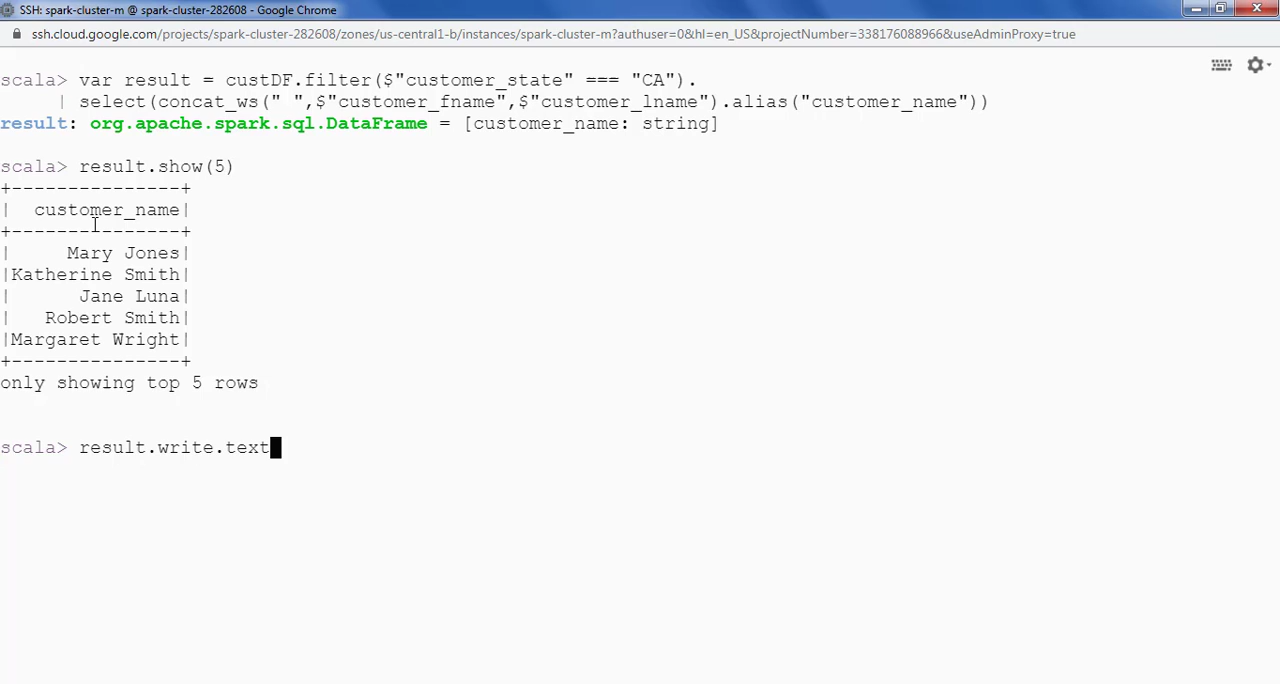 SSH: spark-cluster-m @ spark-cluster-282608 - Google Chrome
ssh.cloud.google.com/projects/spark-cluster-282608/zones/us-central1-b/instances/spark-cluster-m?authuser=0&hl=en_US&projectNumber=338176088966&useAdminProxy=true
scala> var result = custDF.filter($"customer_state" === "CA").
     | select(concat_ws(" ",$"customer_fname",$"customer_lname").alias("customer_name"))
result: org.apache.spark.sql.DataFrame = [customer_name: string]
scala> result.show(5)
+---------------+
|  customer_name|
+---------------+
|     Mary Jones|
|Katherine Smith|
|      Jane Luna|
|   Robert Smith|
|Margaret Wright|
+---------------+
only showing top 5 rows
scala> result.write.text